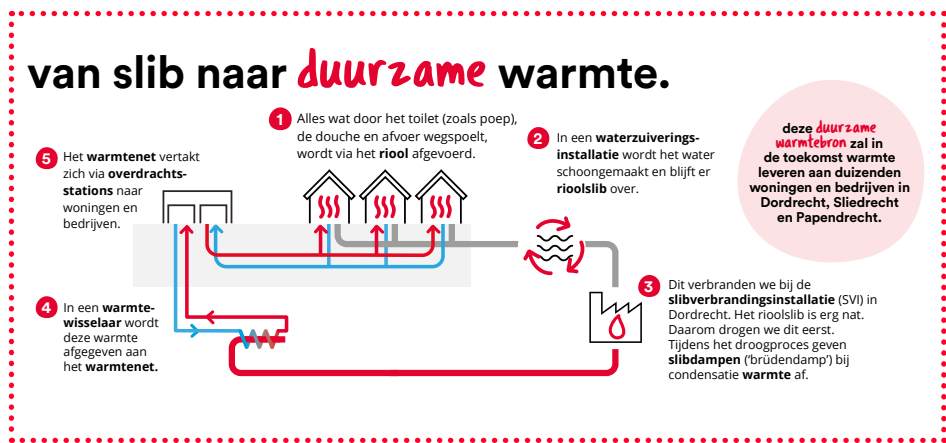 van slib naar duurzame warmte.
1 Alles wat door het toilet (zoals poep),
de douche en afvoer wegspoelt,
wordt via het riool afgevoerd.
2 In een waterzuiverings-
installatie wordt het water
schoongemaakt en blijft er
rioolslib over.
deze duurzame
warmtebron zal in
de toekomst warmte
leveren aan duizenden
woningen en bedrijven in
Dordrecht, Sliedrecht
en Papendrecht.
3 Dit verbranden we bij de
slibverbrandingsinstallatie (SVI) in
Dordrecht. Het rioolslib is erg nat.
Daarom drogen we dit eerst.
Tijdens het droogproces geven
slibdampen (‘brüdendamp’) bij
condensatie warmte af.
4 In een warmte-
wisselaar wordt
deze warmte
afgegeven aan
het warmtenet.
5 Het warmtenet vertakt
zich via overdrachts-
stations naar
woningen en
bedrijven.